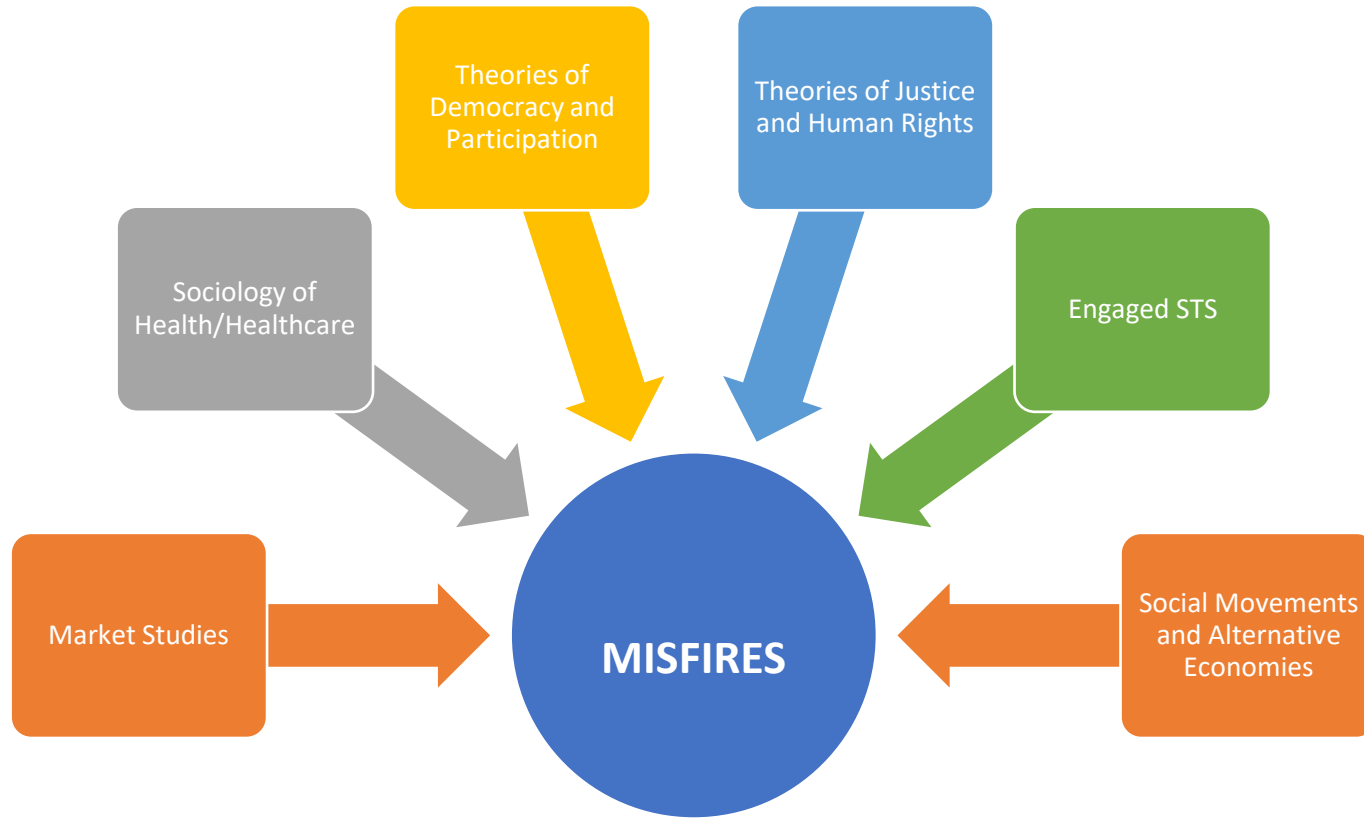 Theories of
Democracy and
Participation
Theories of Justice
and Human Rights
Sociology of
Health/Healthcare
Engaged STS
Market Studies
MISFIRES
Social Movements
and Alternative
Economies